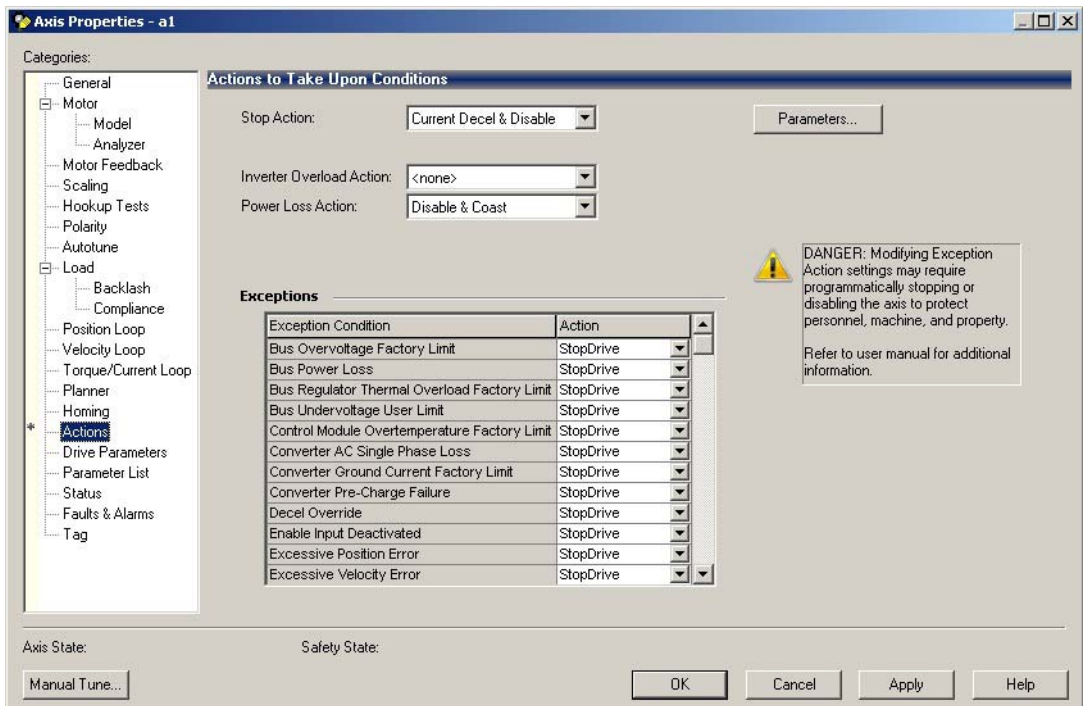 Axis Properties - a1
Categories:
General
Motor
Model
Analyzer
Motor Feedback
Scaling
Hookup Tests
Polarity
Autotune
Load
Backlash
Compliance
Position Loop
Velocity Loop
Torque/Current Loop
Planner
Homing
* Actions
Drive Parameters
Parameter List
Status
Faults & Alarms
Tag
Actions to Take Upon Conditions
Stop Action: Current Decel & Disable Parameters...
Inverter Overload Action: <none>
Power Loss Action: Disable & Coast
DANGER: Modifying Exception
Action settings may require
programmatically stopping or
disabling the axis to protect
personnel, machine, and property.
Refer to user manual for additional
information.
Exceptions
Exception Condition Action
Bus Overvoltage Factory Limit StopDrive
Bus Power Loss StopDrive
Bus Regulator Thermal Overload Factory Limit StopDrive
Bus Undervoltage User Limit StopDrive
Control Module Overtemperature Factory Limit StopDrive
Converter AC Single Phase Loss StopDrive
Converter Ground Current Factory Limit StopDrive
Converter Pre-Charge Failure StopDrive
Decel Override StopDrive
Enable Input Deactivated StopDrive
Excessive Position Error StopDrive
Excessive Velocity Error StopDrive
Axis State: Safety State:
Manual Tune... OK Cancel Apply Help